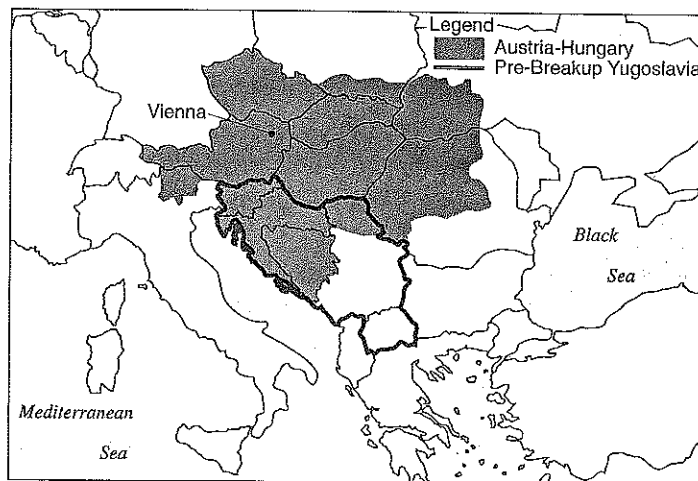 Legend
Austria-Hungary
Pre-Breakup Yugoslavia
Vienna
Black
Sea
Mediterranean
Sea